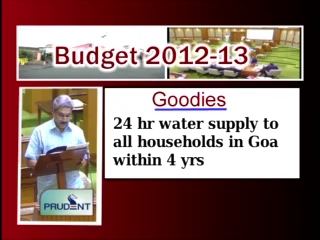 Budget 2012-13
Goodies
24 hr water supply to
all households in Goa
within 4 yrs
PRUDENT